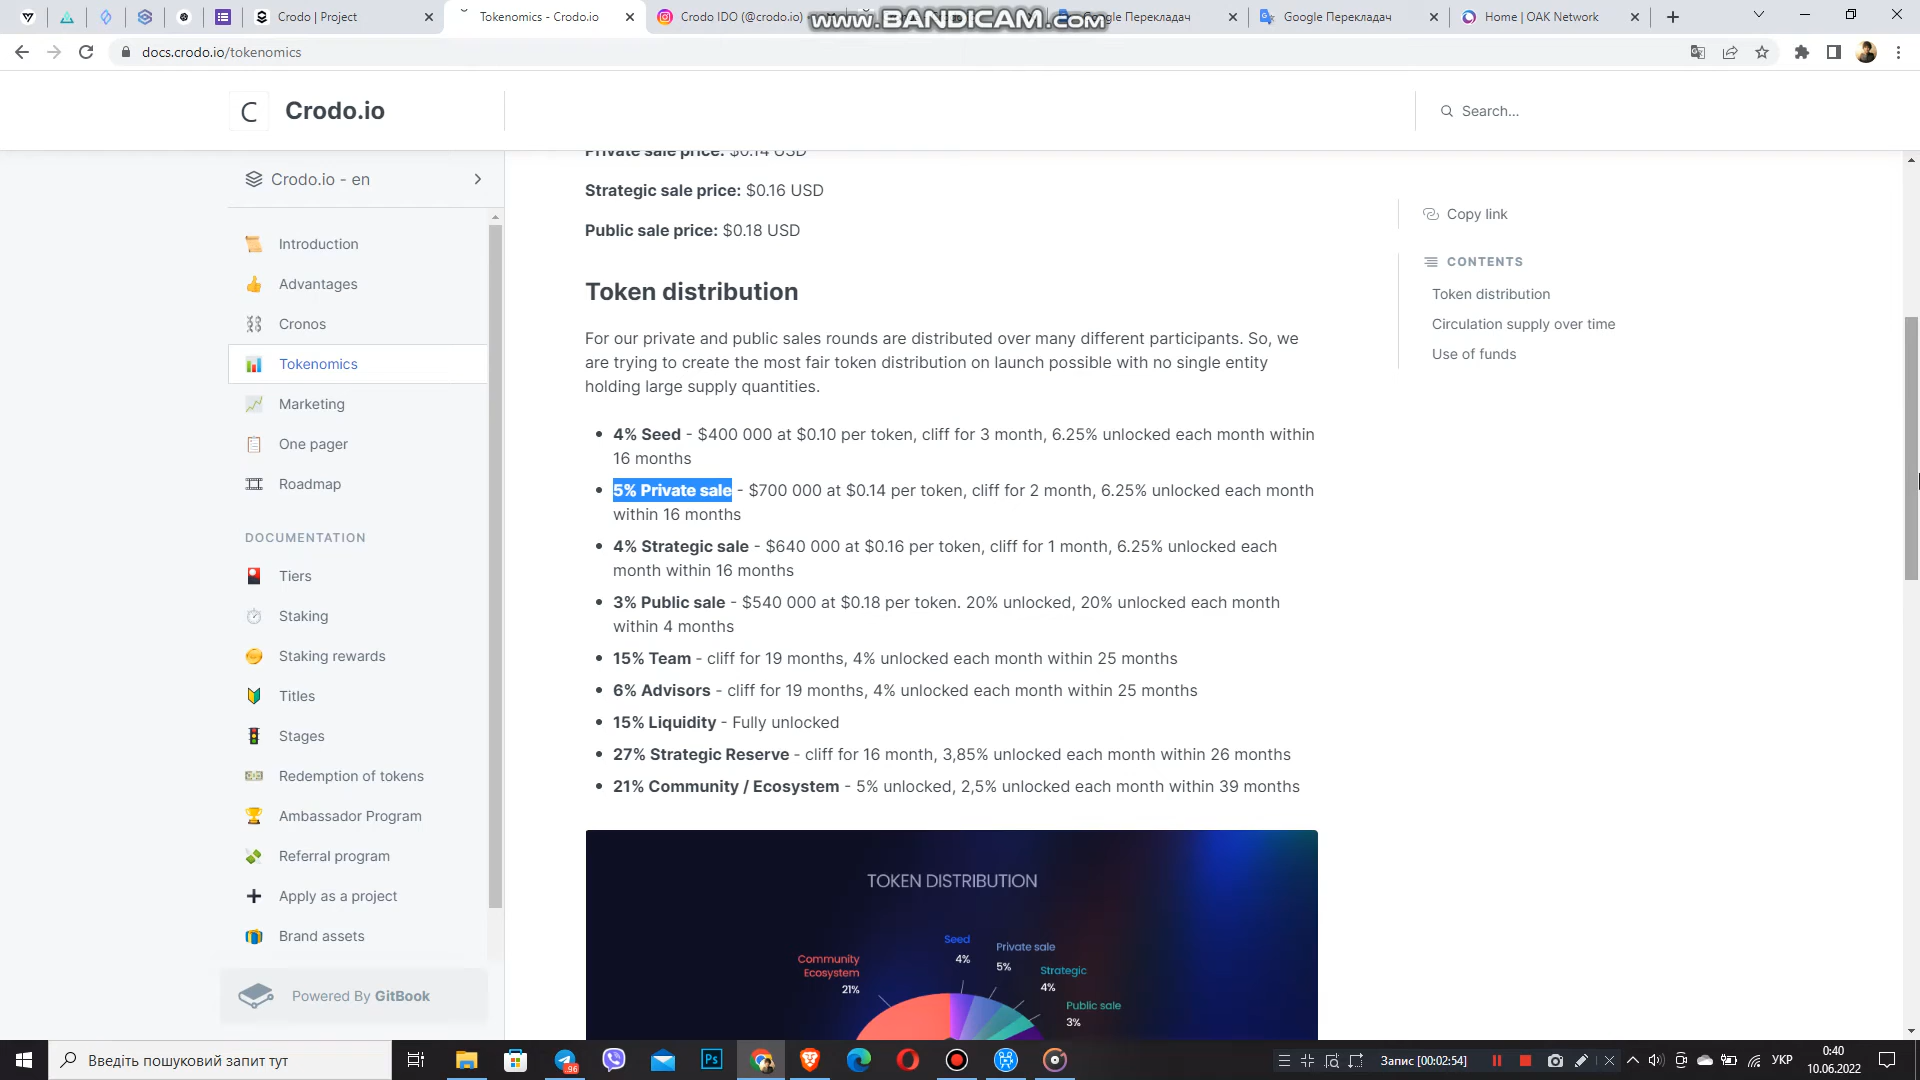 Crodo | Project
Tokenomics - Crodo.io
Crodo IDO (@crodo.io)
Google Перекладач
Google Перекладач
Home | OAK Network
www.BANDICAM.com
docs.crodo.io/tokenomics
C
Crodo.io
Search...
Crodo.io - en
Introduction
Advantages
Cronos
Tokenomics
Marketing
One pager
Roadmap
DOCUMENTATION
Tiers
Staking
Staking rewards
Titles
Stages
Redemption of tokens
Ambassador Program
Referral program
Apply as a project
Brand assets
Powered By GitBook
Private sale price: $0.14 USD
Strategic sale price: $0.16 USD
Public sale price: $0.18 USD
Token distribution
For our private and public sales rounds are distributed over many different participants. So, we
are trying to create the most fair token distribution on launch possible with no single entity
holding large supply quantities.
• 4% Seed - $400 000 at $0.10 per token, cliff for 3 month, 6.25% unlocked each month within
16 months
• 5% Private sale - $700 000 at $0.14 per token, cliff for 2 month, 6.25% unlocked each month
within 16 months
• 4% Strategic sale - $640 000 at $0.16 per token, cliff for 1 month, 6.25% unlocked each
month within 16 months
• 3% Public sale - $540 000 at $0.18 per token. 20% unlocked, 20% unlocked each month
within 4 months
• 15% Team - cliff for 19 months, 4% unlocked each month within 25 months
• 6% Advisors - cliff for 19 months, 4% unlocked each month within 25 months
• 15% Liquidity - Fully unlocked
• 27% Strategic Reserve - cliff for 16 month, 3,85% unlocked each month within 26 months
• 21% Community / Ecosystem - 5% unlocked, 2,5% unlocked each month within 39 months
TOKEN DISTRIBUTION
Seed
4%
Private sale
5%
Community
Ecosystem
21%
Strategic
4%
Public sale
3%
Copy link
CONTENTS
Token distribution
Circulation supply over time
Use of funds
Введіть пошуковий запит тут
96
Ps
Запис [00:02:54]
УКР
0:40
10.06.2022